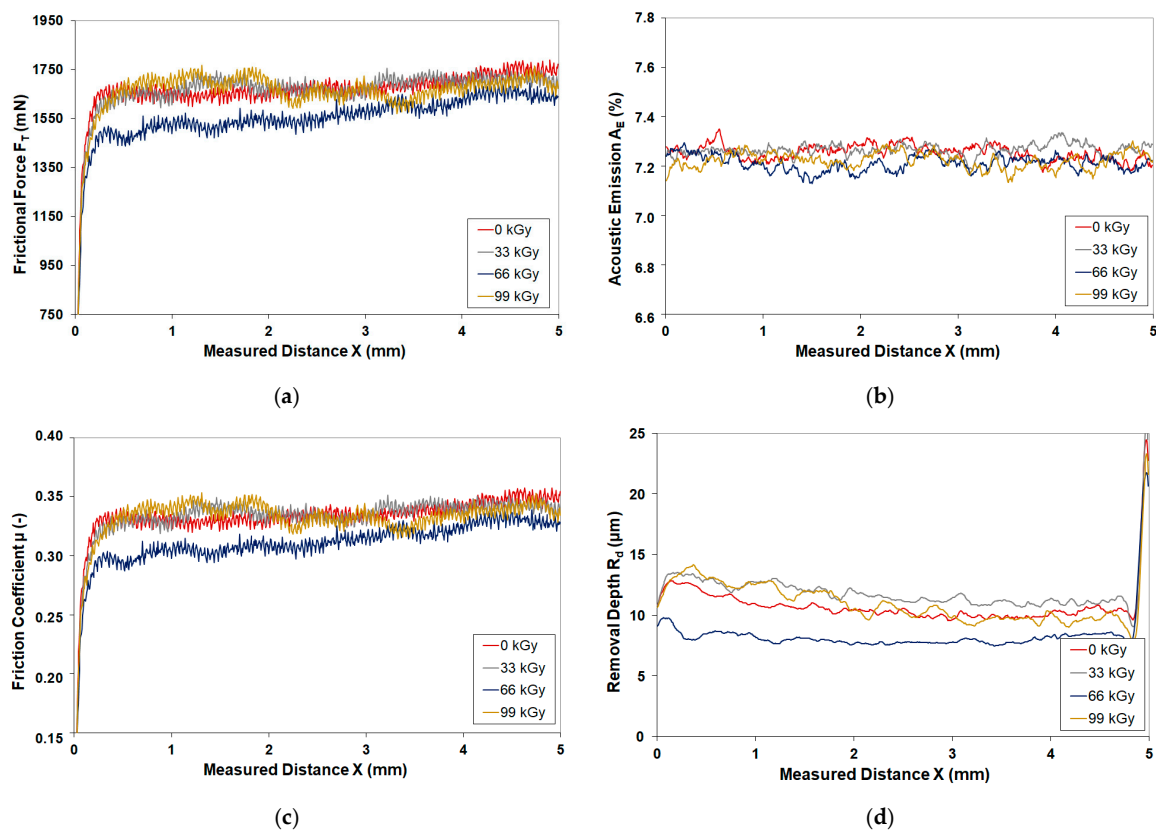 1950
1750
1550
1350
1150
950
750
Frictional Force F_T (mN)
0 1 2 3 4 5
Measured Distance X (mm)
0 kGy
33 kGy
66 kGy
99 kGy
(a)
7.8
7.6
7.4
7.2
7.0
6.8
6.6
Acoustic Emission A_E (%)
0 1 2 3 4 5
Measured Distance X (mm)
0 kGy
33 kGy
66 kGy
99 kGy
(b)
0.40
0.35
0.30
0.25
0.20
0.15
Friction Coefficient μ (-)
0 1 2 3 4 5
Measured Distance X (mm)
0 kGy
33 kGy
66 kGy
99 kGy
(c)
25
20
15
10
5
0
Removal Depth R_d (μm)
0 1 2 3 4 5
Measured Distance X (mm)
0 kGy
33 kGy
66 kGy
99 kGy
(d)